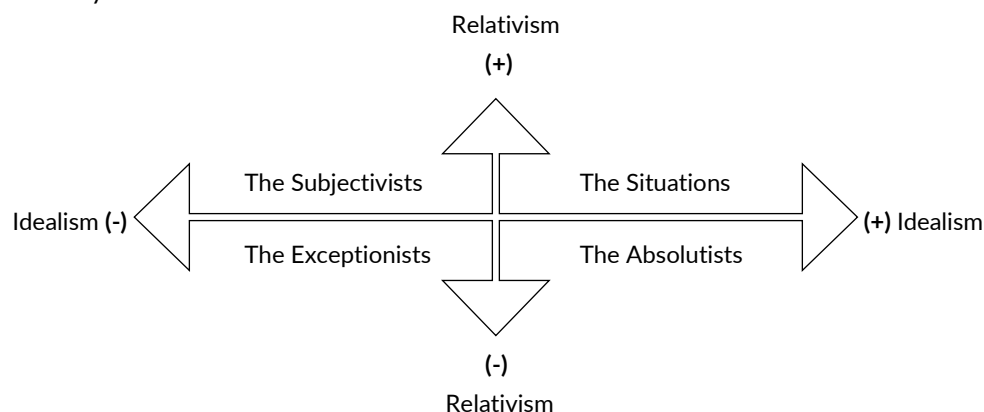 Relativism
(+)
The Subjectivists
The Situations
Idealism (-)
(+) Idealism
The Exceptionists
The Absolutists
(-)
Relativism